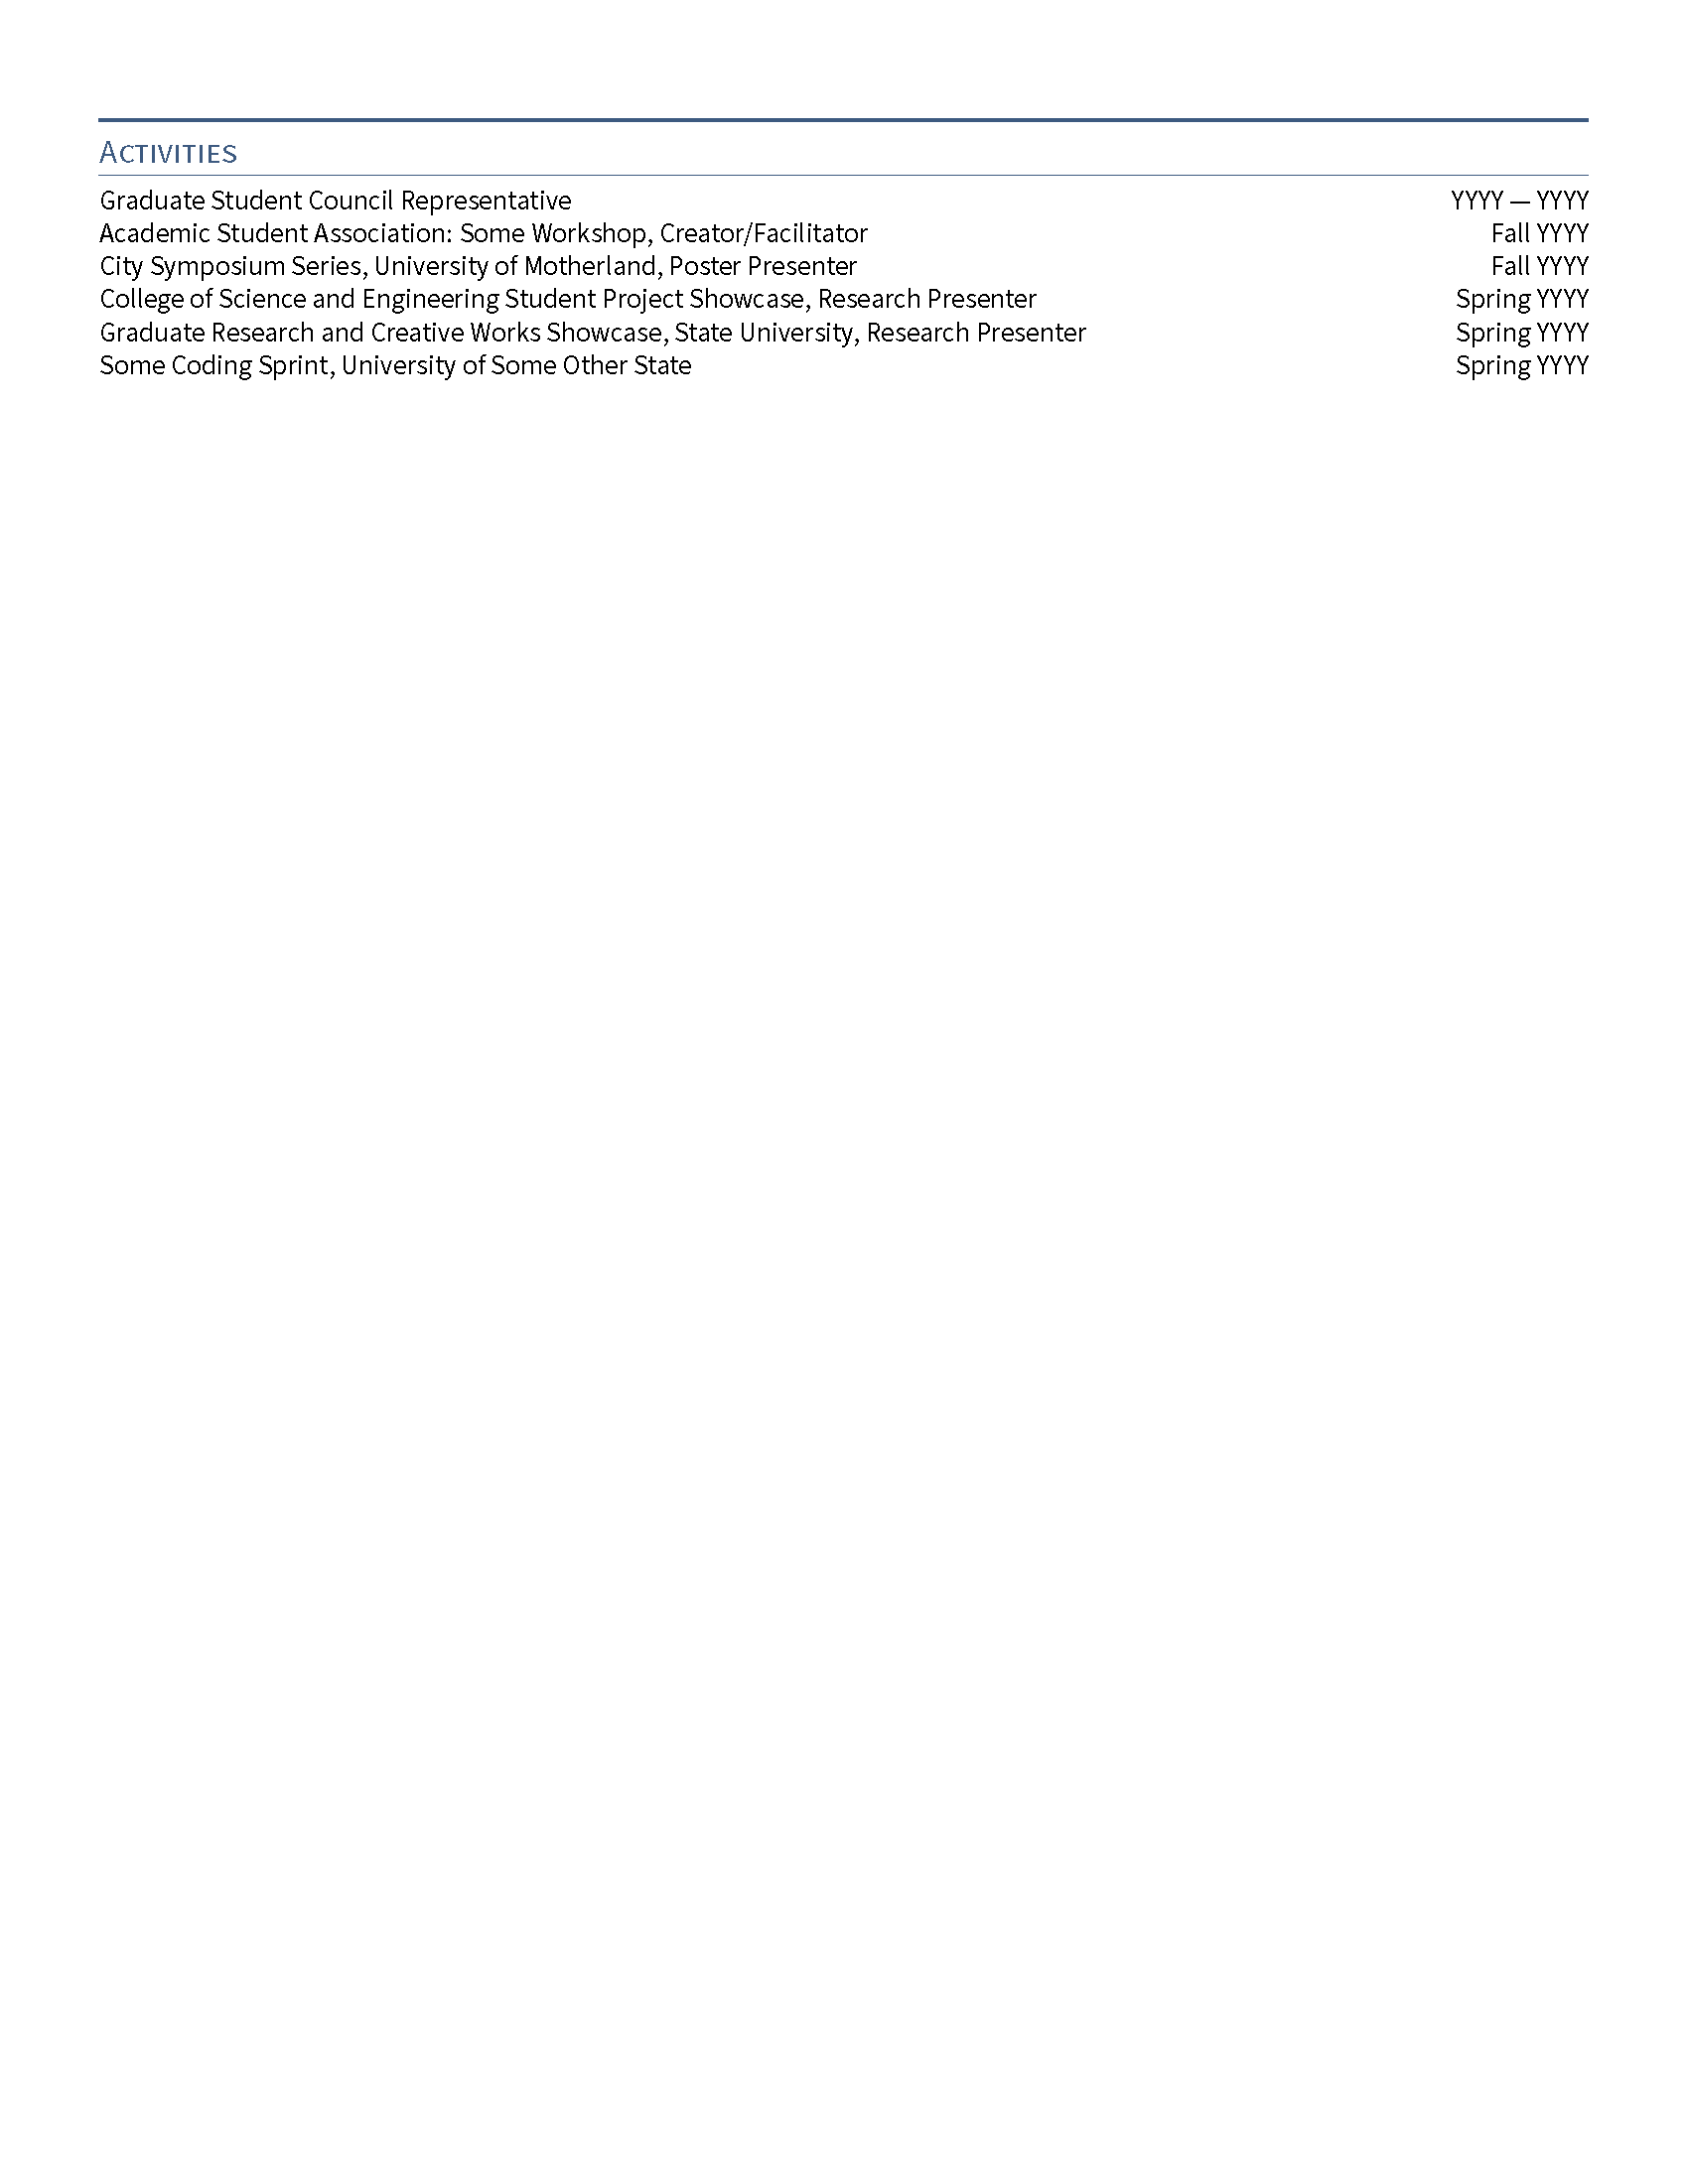 Activities
Graduate Student Council Representative YYYY — YYYY
Academic Student Association: Some Workshop, Creator/Facilitator Fall YYYY
City Symposium Series, University of Motherland, Poster Presenter Fall YYYY
College of Science and Engineering Student Project Showcase, Research Presenter Spring YYYY
Graduate Research and Creative Works Showcase, State University, Research Presenter Spring YYYY
Some Coding Sprint, University of Some Other State Spring YYYY